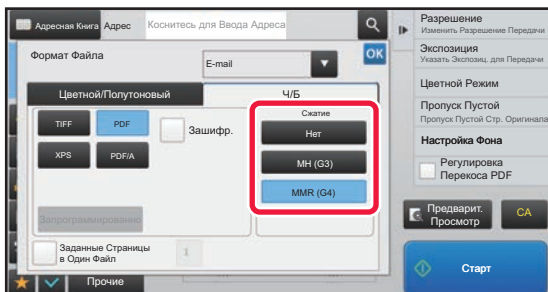 Адресная Книга
Адрес
Коснитесь для Ввода Адреса
Формат Файла
E-mail
OK
Цветной/Полутоновый
Ч/Б
TIFF
PDF
Зашифр.
XPS
PDF/A
Запрограммировано
Сжатие
Нет
MH (G3)
MMR (G4)
Заданные Страницы
в Один Файл
1
Прочие
Разрешение
Изменить Разрешение Передачи
Экспозиция
Указать Экспозиц. для Передачи
Цветной Режим
Пропуск Пустой
Пропуск Пустой Стр. Оригинала
Настройка Фона
Регулировка
Перекоса PDF
Предварит.
Просмотр
CA
Старт